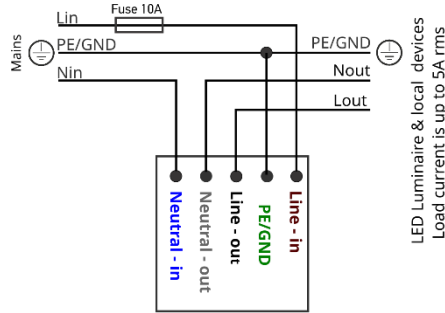 Fuse 10A
Lin
PE/GND
PE/GND
Nin
Nout
Lout
Mains
LED Luminaire & local devices
Load current is up to 5A rms
Neutral - in
Neutral - out
Line - out
PE/GND
Line - in